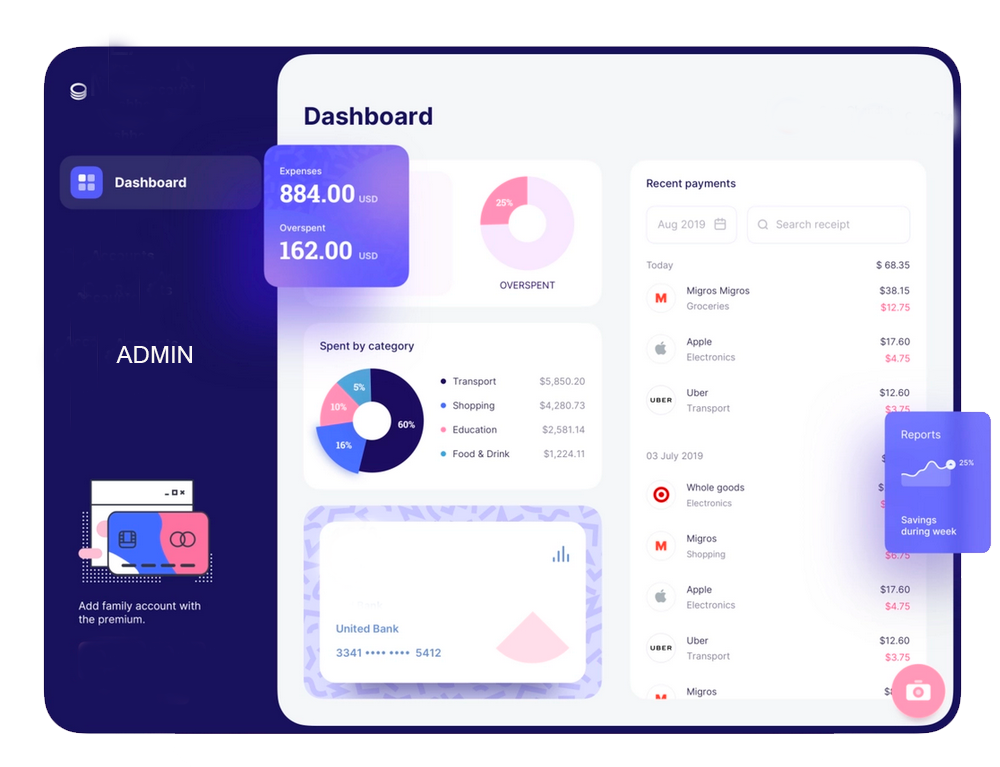 Dashboard
Dashboard
ADMIN
Add family account with
the premium.
Expenses
884.00 USD
Overspent
162.00 USD
25%
OVERSPENT
Spent by category
5%
10%
60%
16%
Transport $5,850.20
Shopping $4,280.73
Education $2,581.14
Food & Drink $1,224.11
United Bank
3341 •••• •••• 5412
Recent payments
Aug 2019
Search receipt
Today $ 68.35
M Migros Migros $38.15
Groceries $12.75
Apple $17.60
Electronics $4.75
UBER Uber $12.60
Transport $3.75
03 July 2019
Whole goods
Electronics
M Migros
Shopping $6.75
Apple $17.60
Electronics $4.75
UBER Uber $12.60
Transport $3.75
Migros
Reports
25%
Savings
during week